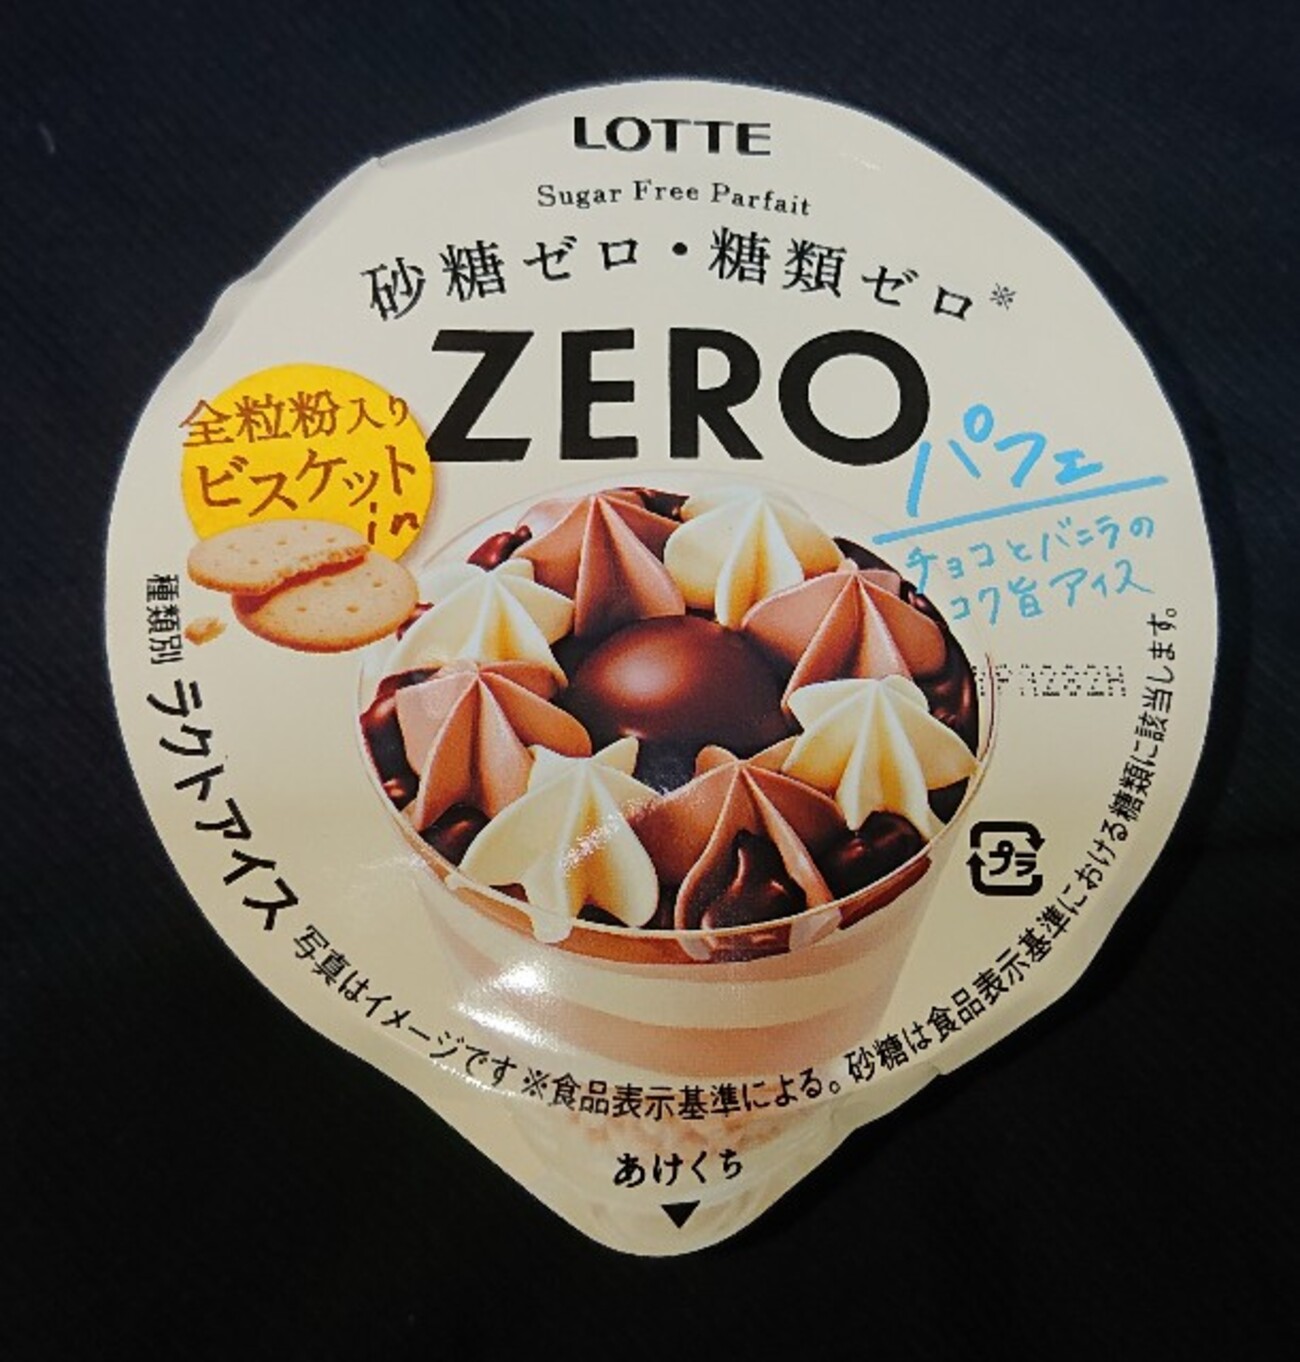 LOTTE
Sugar Free Parfait
砂糖ゼロ・糖類ゼロ※
ZERO
パフェ
チョコとバニラの
コク旨アイス
全粒粉入り
ビスケット
in
種類別 ラクトアイス 写真はイメージです ※食品表示基準による。砂糖は食品表示基準における糖類に該当します。
プラ
あけくち